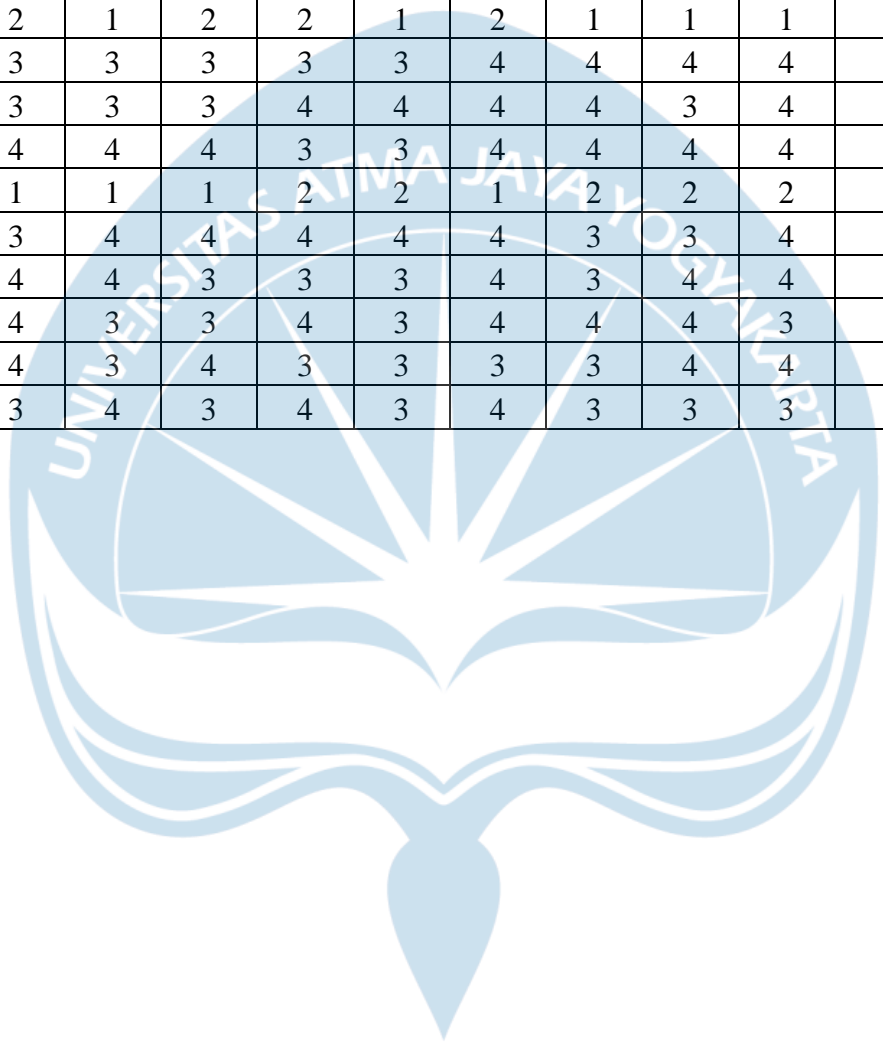 2 1 2 2 1 2 1 1 1
3 3 3 3 3 4 4 4 4
3 3 3 4 4 4 4 3 4
4 4 4 3 3 4 4 4 4
1 1 1 2 2 1 2 2 2
3 4 4 4 4 4 3 3 4
4 4 3 3 3 4 3 4 4
4 3 3 4 3 4 4 4 3
4 3 4 3 3 3 3 4 4
3 4 3 4 3 4 3 3 3
UNIVERSITAS ATMA JAYA YOGYAKARTA